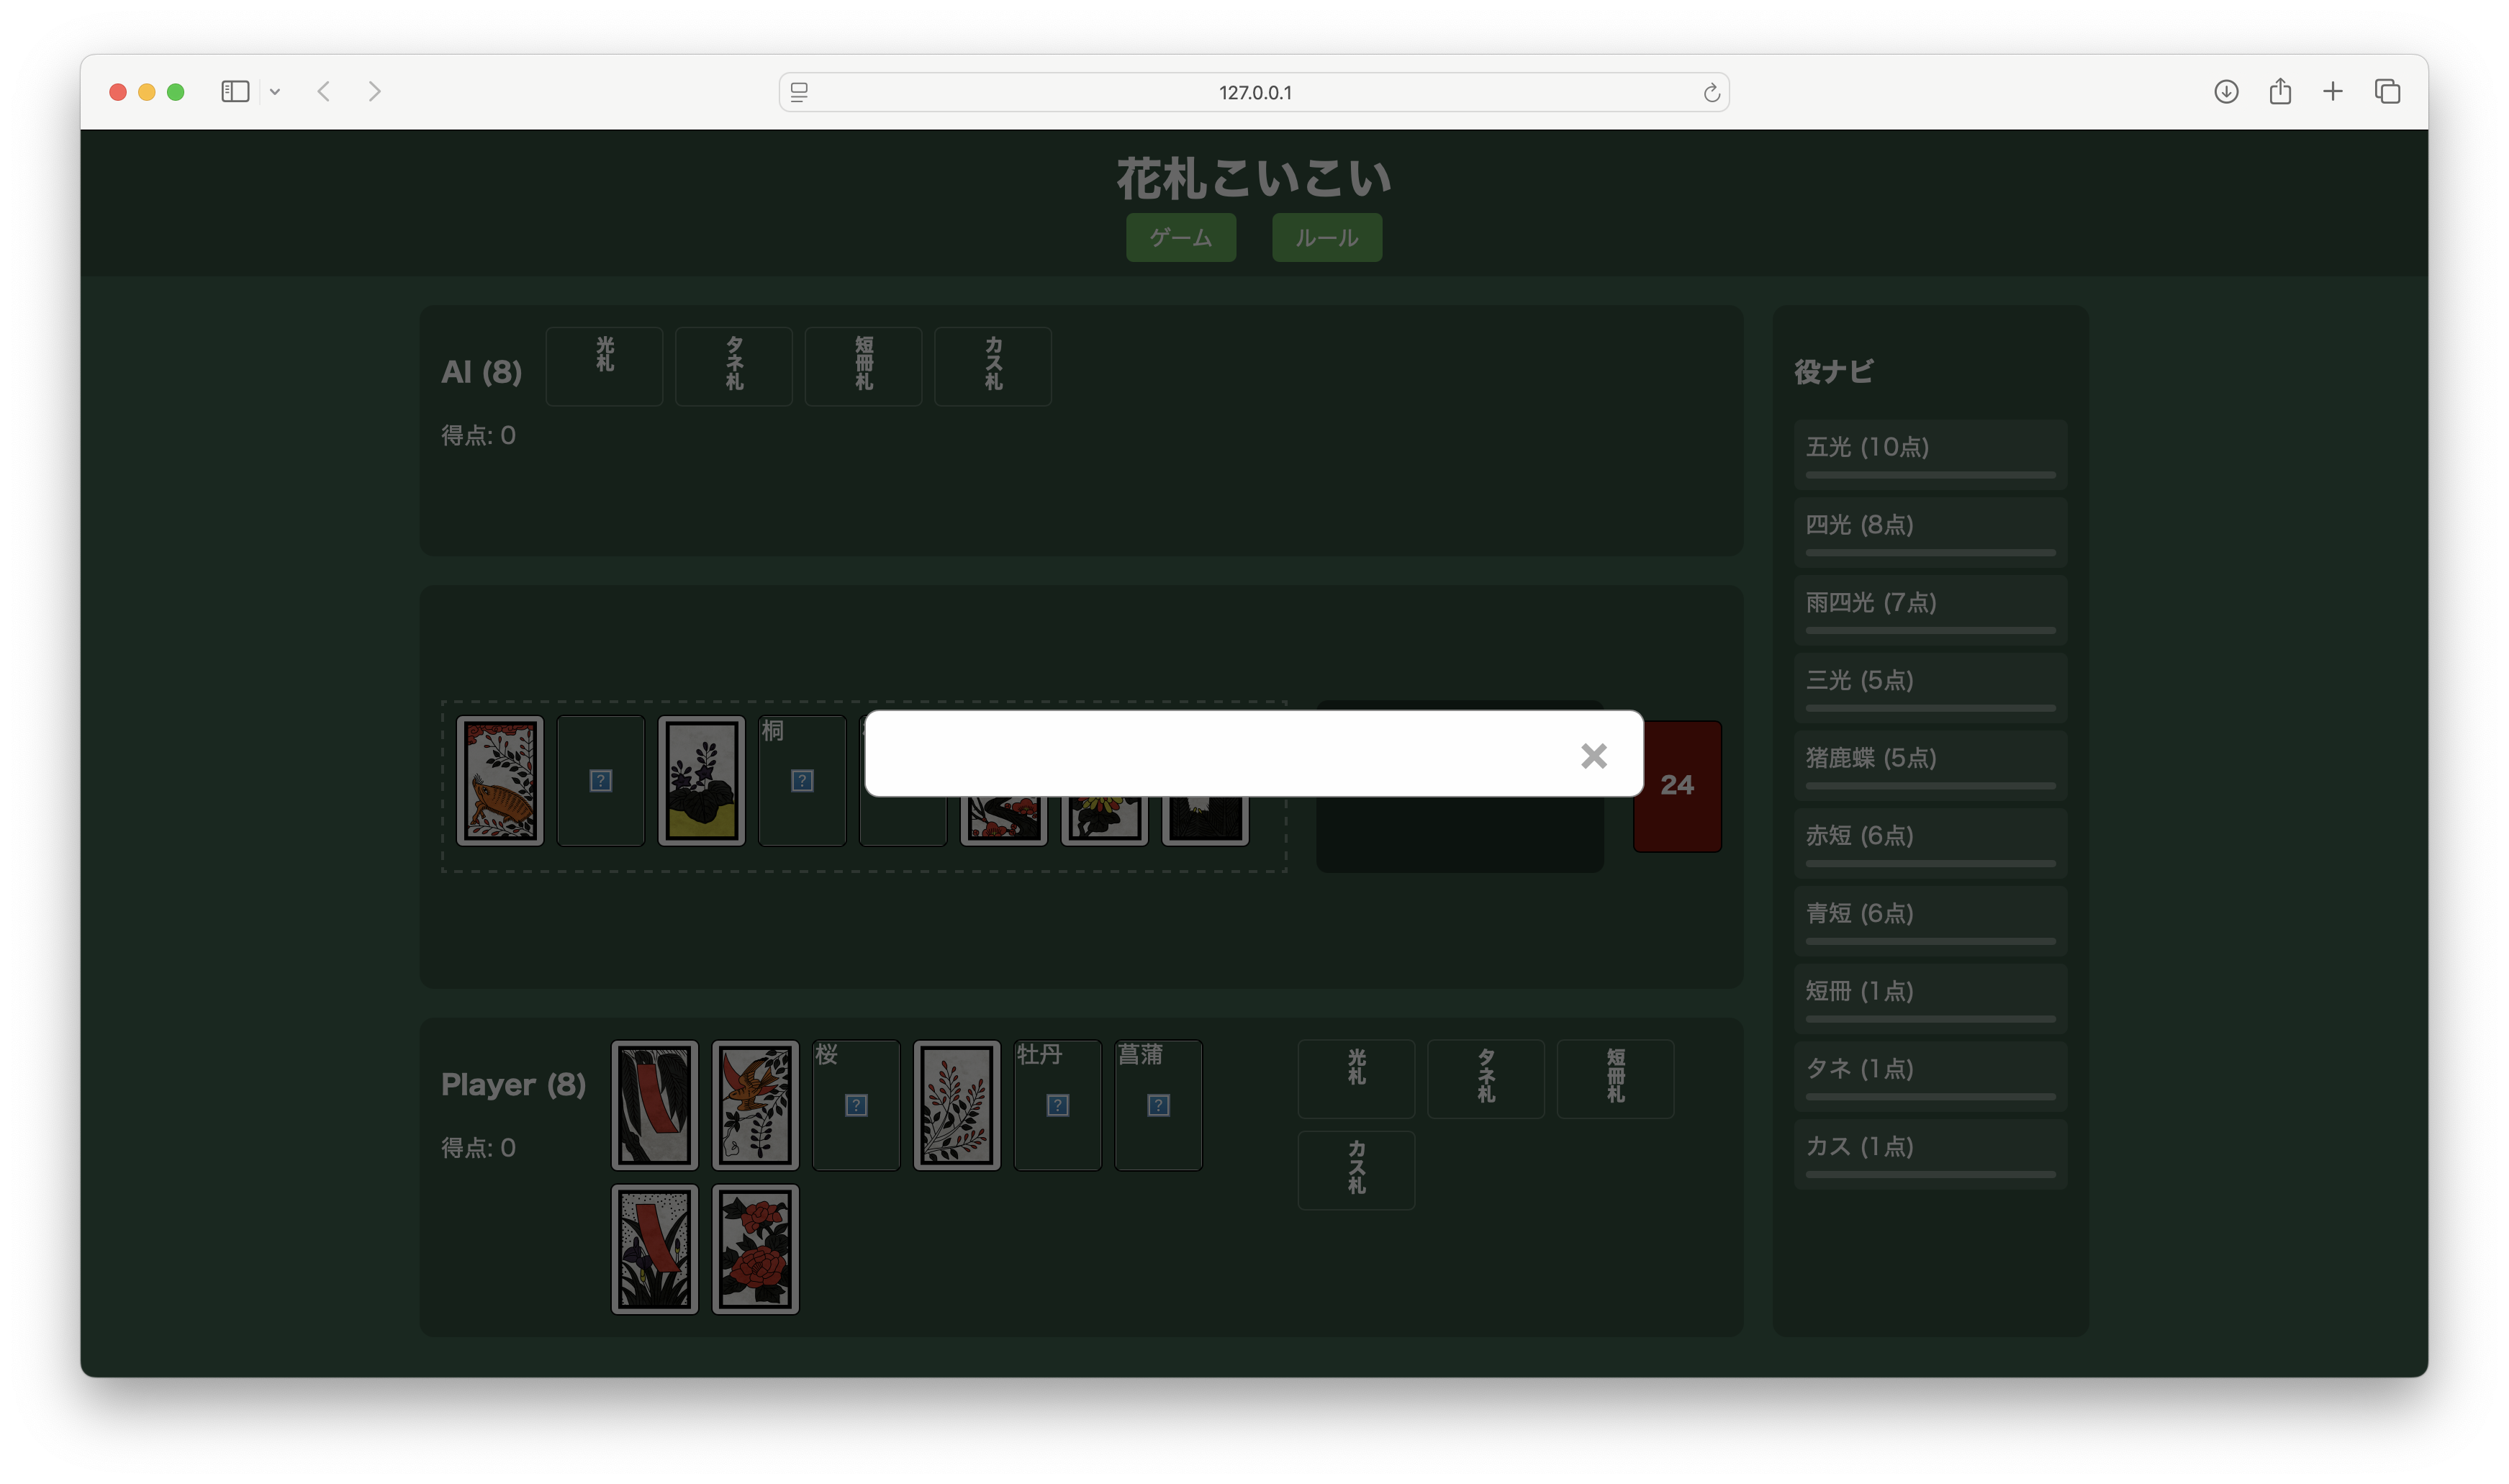 127.0.0.1
花札こいこい
ゲーム ルール
AI (8)
光札
タネ札
短冊札
カス札
得点: 0
桐
24
Player (8)
得点: 0
桜
牡丹
菖蒲
光札
タネ札
短冊札
カス札
役ナビ
五光 (10点)
四光 (8点)
雨四光 (7点)
三光 (5点)
猪鹿蝶 (5点)
赤短 (6点)
青短 (6点)
短冊 (1点)
タネ (1点)
カス (1点)